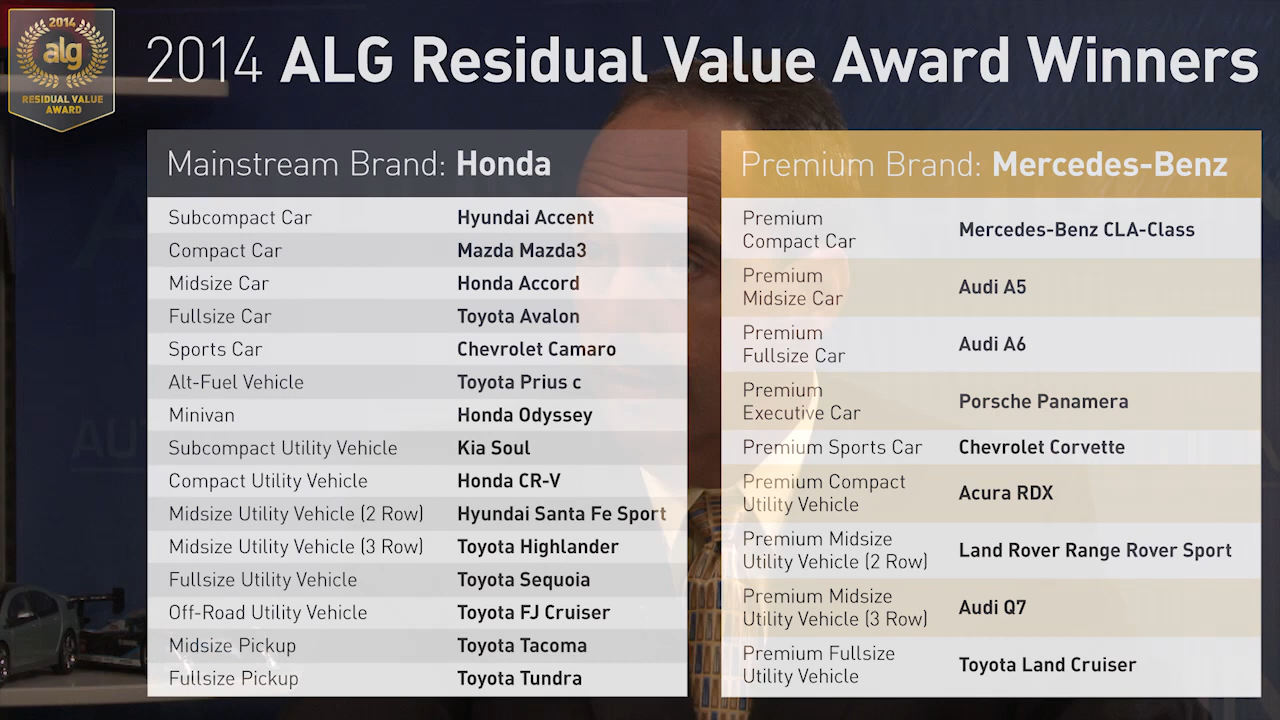 2014
alg
RESIDUAL VALUE
AWARD
2014 ALG Residual Value Award Winners
Mainstream Brand: Honda
Subcompact Car Hyundai Accent
Compact Car Mazda Mazda3
Midsize Car Honda Accord
Fullsize Car Toyota Avalon
Sports Car Chevrolet Camaro
Alt-Fuel Vehicle Toyota Prius c
Minivan Honda Odyssey
Subcompact Utility Vehicle Kia Soul
Compact Utility Vehicle Honda CR-V
Midsize Utility Vehicle (2 Row) Hyundai Santa Fe Sport
Midsize Utility Vehicle (3 Row) Toyota Highlander
Fullsize Utility Vehicle Toyota Sequoia
Off-Road Utility Vehicle Toyota FJ Cruiser
Midsize Pickup Toyota Tacoma
Fullsize Pickup Toyota Tundra
Premium Brand: Mercedes-Benz
Premium
Compact Car
Mercedes-Benz CLA-Class
Premium
Midsize Car
Audi A5
Premium
Fullsize Car
Audi A6
Premium
Executive Car
Porsche Panamera
Premium Sports Car Chevrolet Corvette
Premium Compact
Utility Vehicle
Acura RDX
Premium Midsize
Utility Vehicle (2 Row)
Land Rover Range Rover Sport
Premium Midsize
Utility Vehicle (3 Row)
Audi Q7
Premium Fullsize
Utility Vehicle
Toyota Land Cruiser